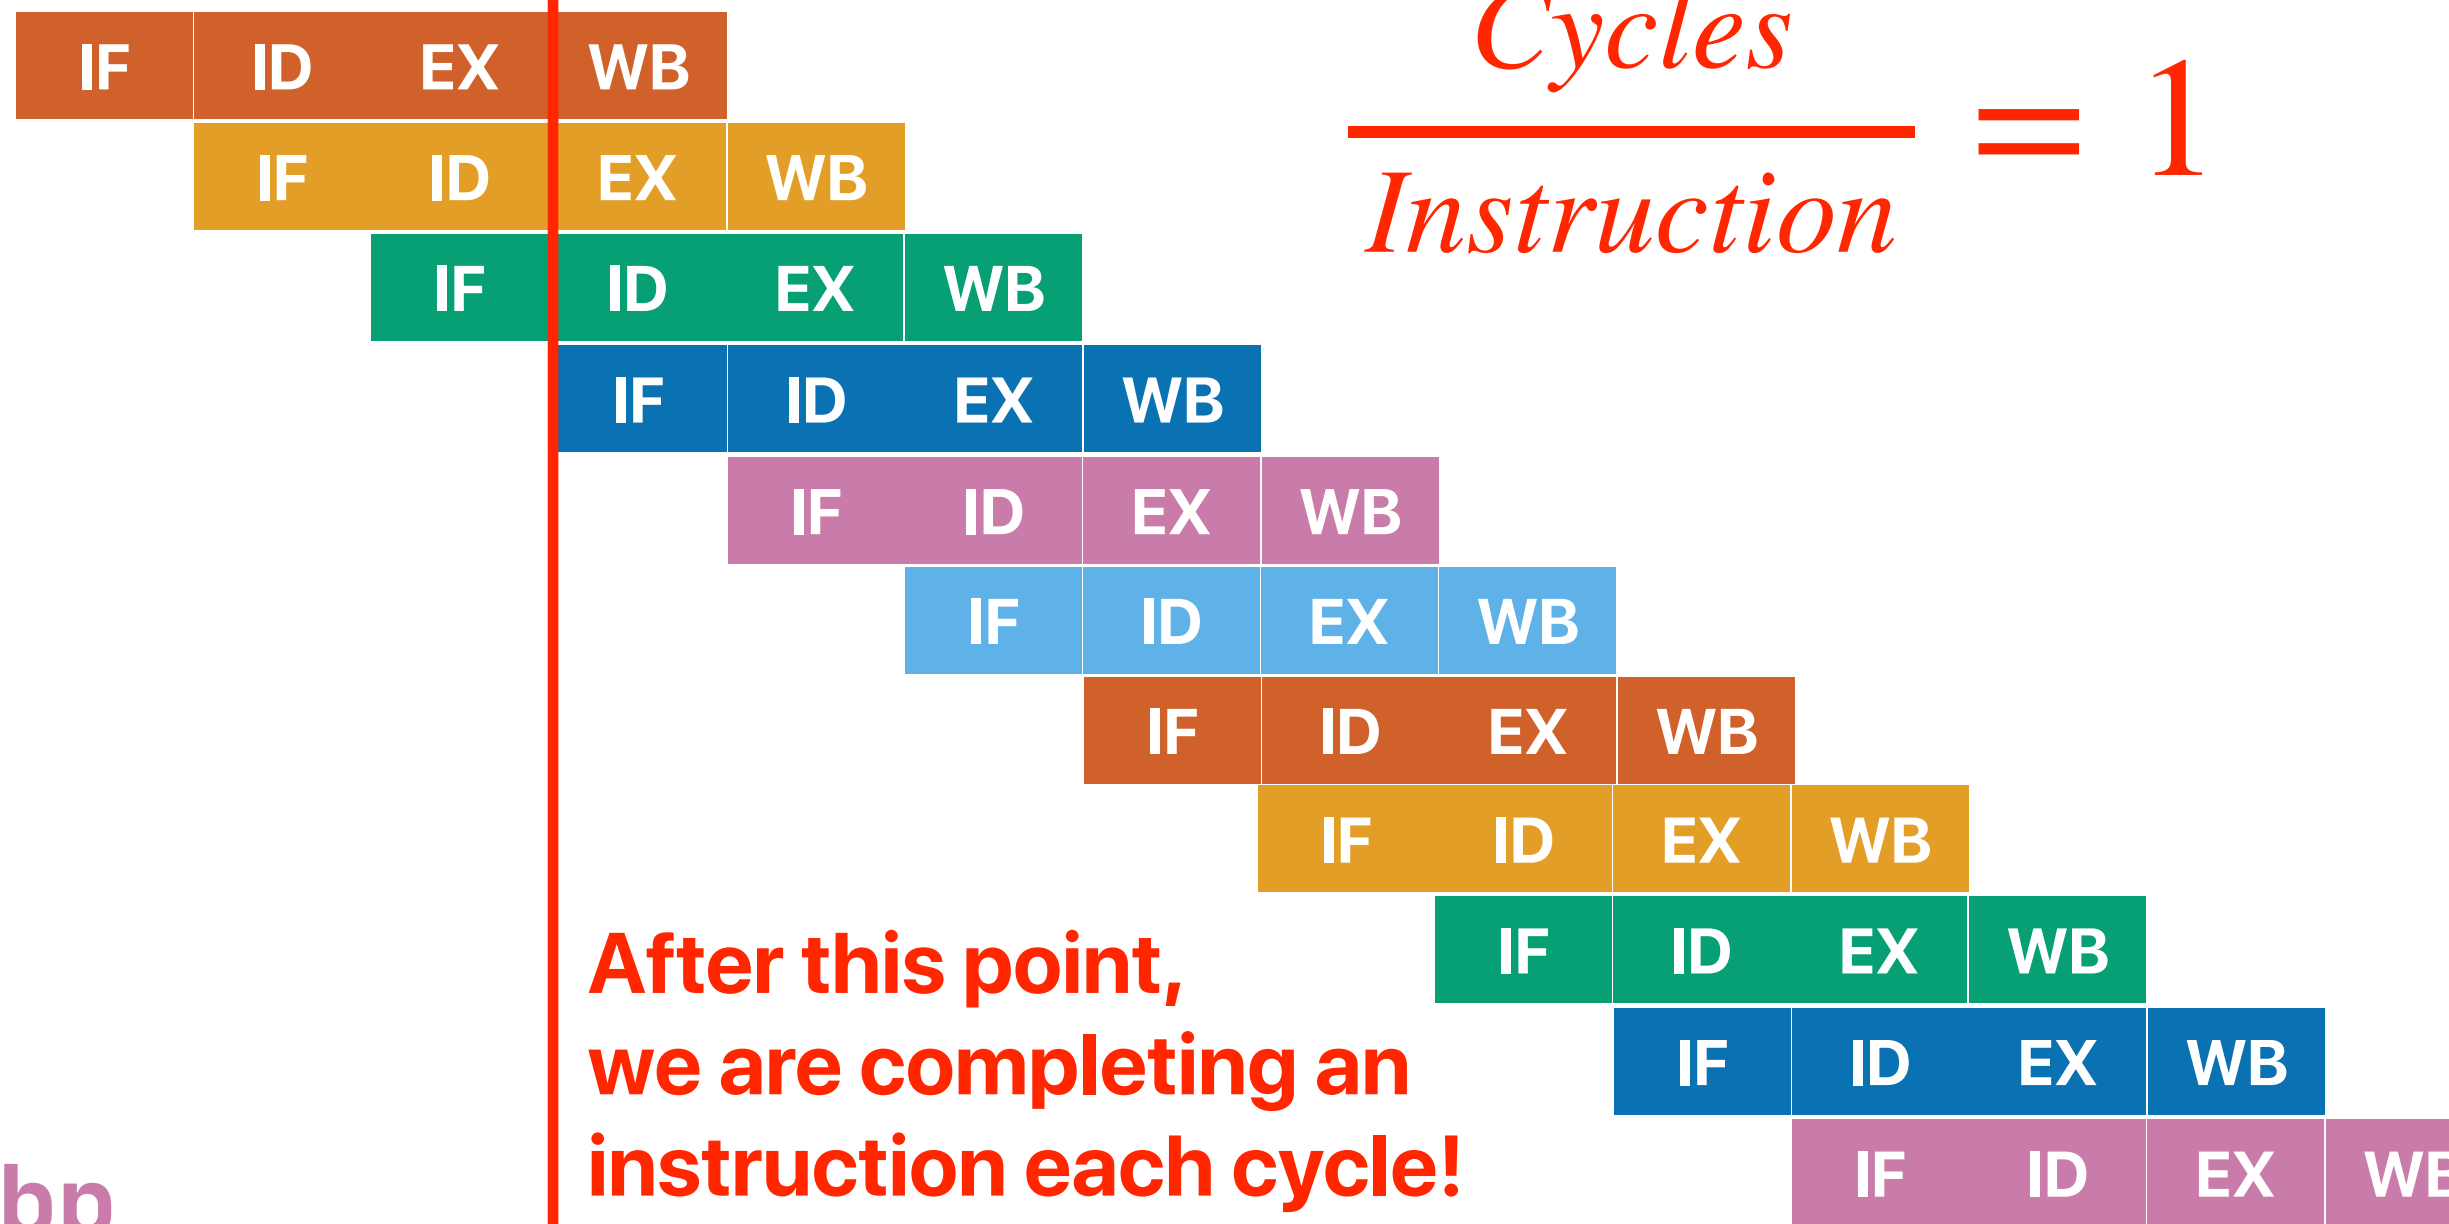 IF ID EX WB
IF ID EX WB
IF ID EX WB
IF ID EX WB
IF ID EX WB
IF ID EX WB
IF ID EX WB
IF ID EX WB
IF ID EX WB
IF ID EX WB
IF ID EX WB
Cycles
Instruction
= 1
After this point,
we are completing an
instruction each cycle!